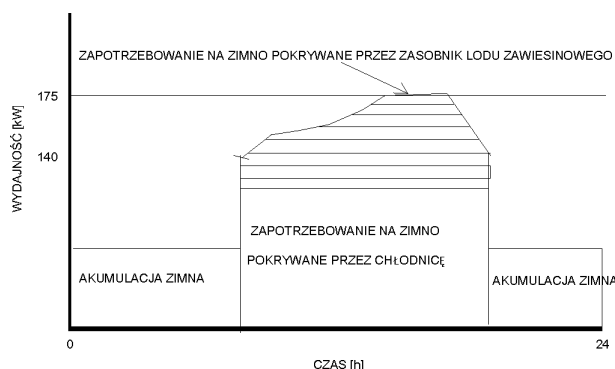 ZAPOTRZEBOWANIE NA ZIMNO POKRYWANE PRZEZ ZASOBNIK LODU ZAWIESINOWEGO
175
WYDAJNOŚĆ [kW]
140
ZAPOTRZEBOWANIE NA ZIMNO
POKRYWANE PRZEZ CHŁODNICĘ
AKUMULACJA ZIMNA
AKUMULACJA ZIMNA
0
24
CZAS [h]